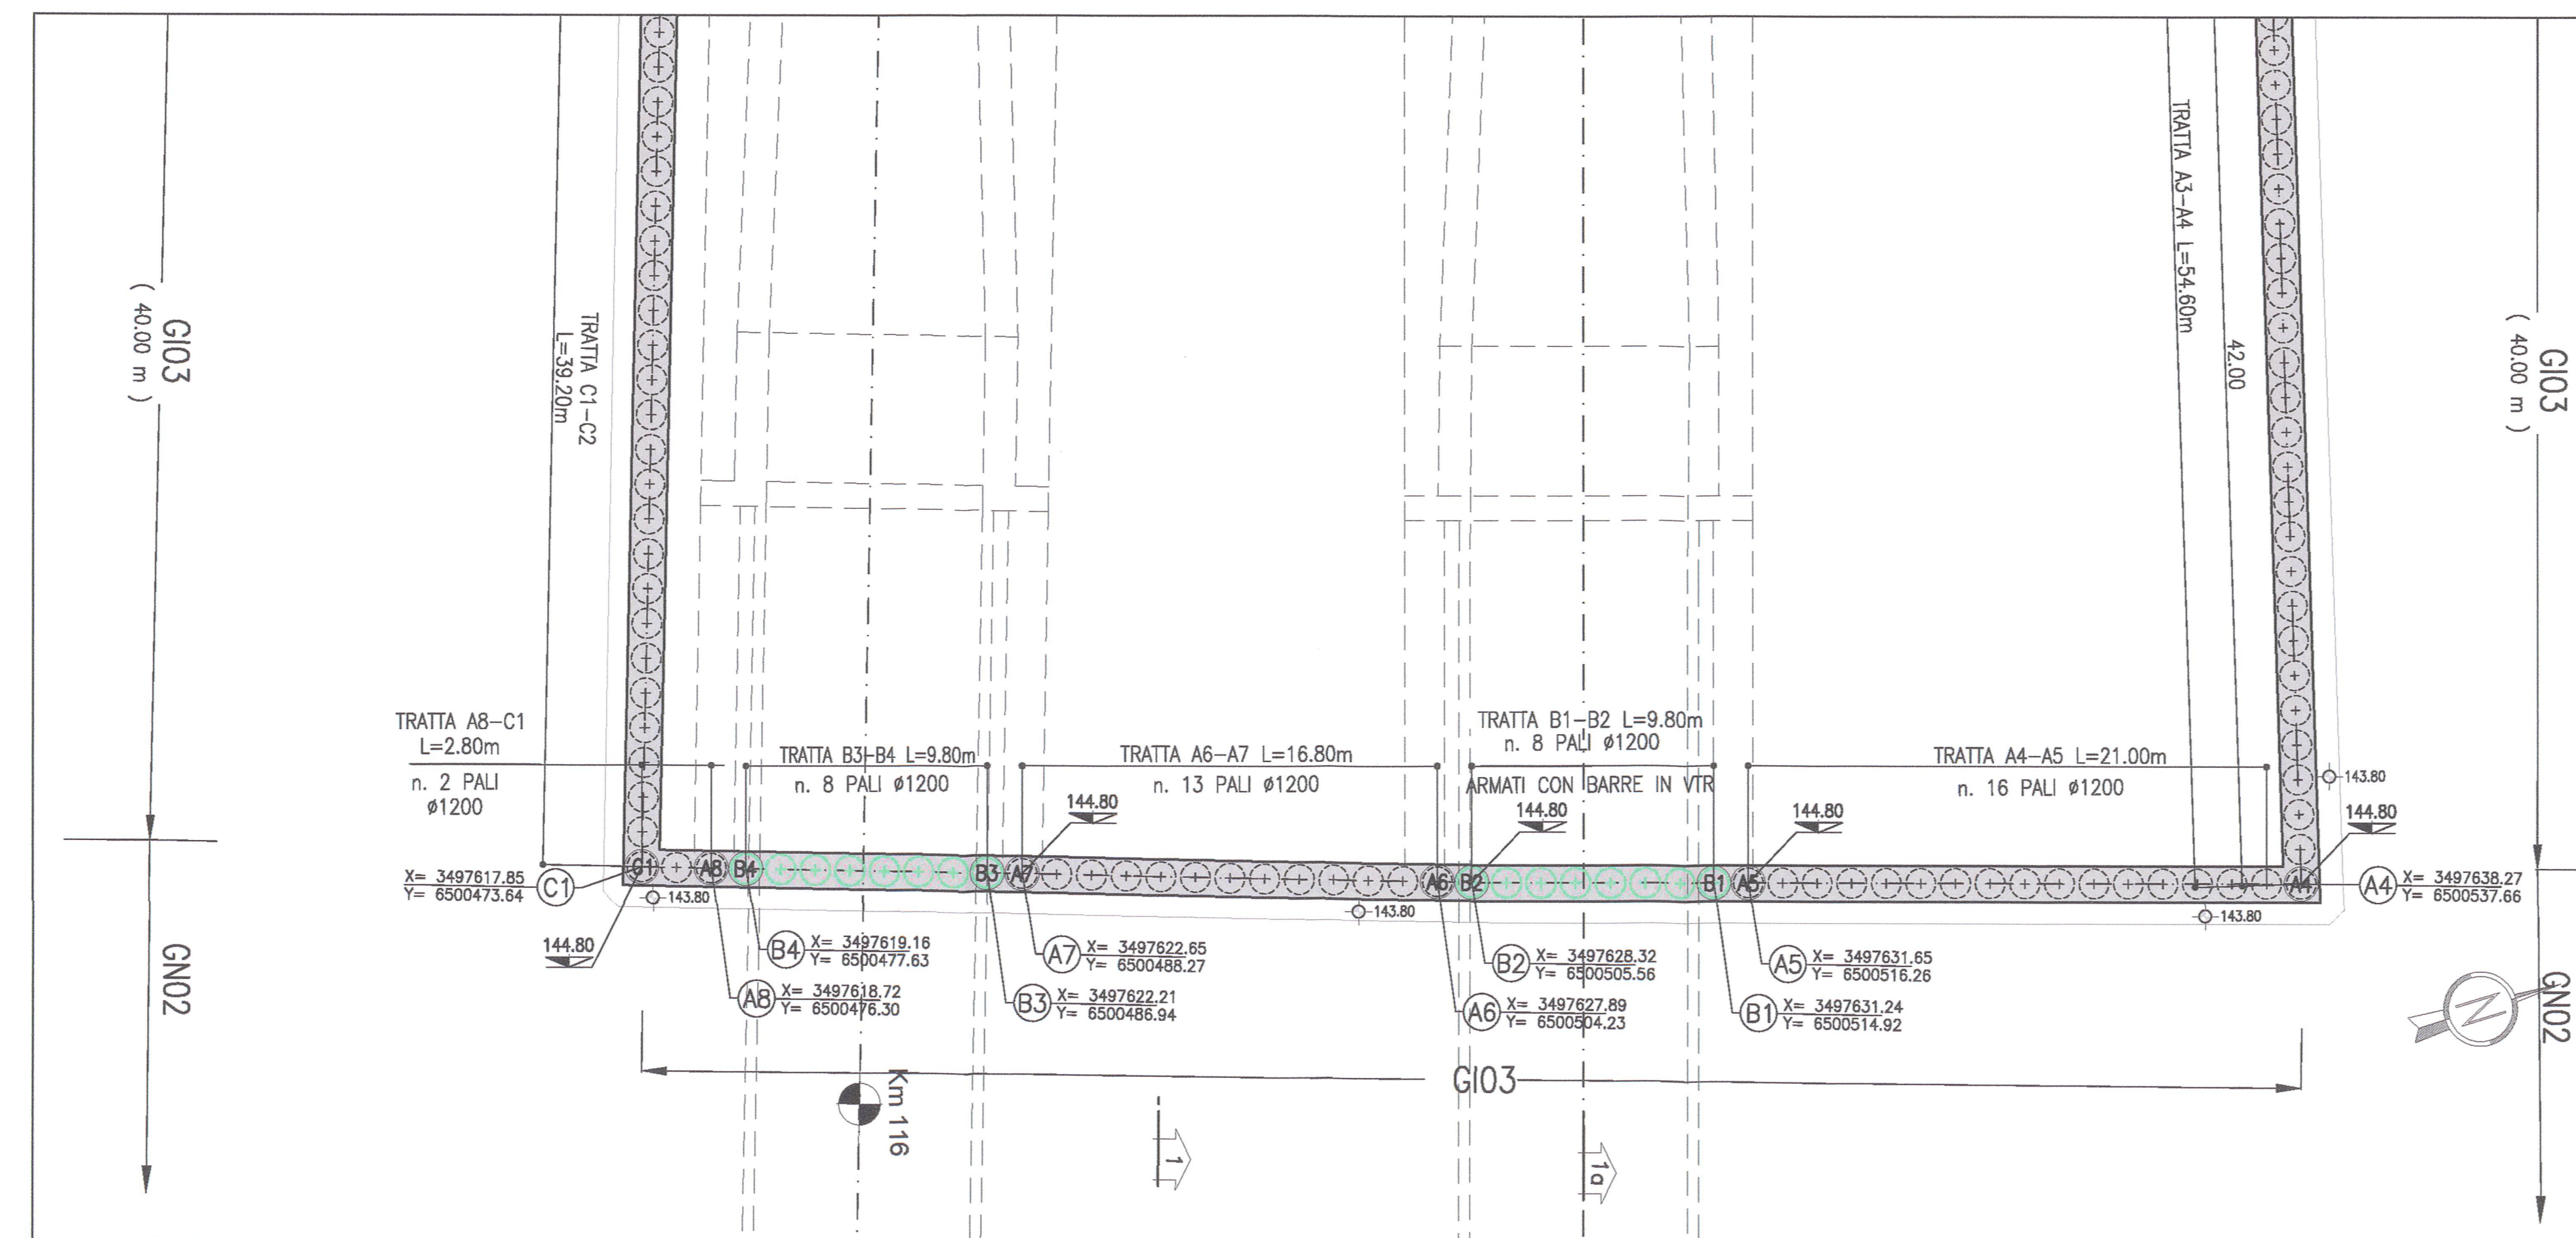 GI03
( 40.00 m )
GN02
TRATTA C1-C2
L=39.20m
TRATTA A3-A4 L=54.60m
42.00
GI03
( 40.00 m )
GN02
TRATTA A8-C1
L=2.80m
n. 2 PALI
ø1200
TRATTA B3-B4 L=9.80m
n. 8 PALI ø1200
TRATTA A6-A7 L=16.80m
n. 13 PALI ø1200
TRATTA B1-B2 L=9.80m
n. 8 PALI ø1200
ARMATI CON BARRE IN VTR
TRATTA A4-A5 L=21.00m
n. 16 PALI ø1200
143.80
144.80
144.80
144.80
144.80
C1
A8
B4
B3
A7
A6
B2
B1
A5
A4
X= 3497617.85
Y= 6500473.64
C1
143.80
143.80
143.80
A4
X= 3497638.27
Y= 6500537.66
144.80
B4
X= 3497619.16
Y= 6500477.63
A7
X= 3497622.65
Y= 6500488.27
B2
X= 3497628.32
Y= 6500505.56
A5
X= 3497631.65
Y= 6500516.26
A8
X= 3497618.72
Y= 6500476.30
B3
X= 3497622.21
Y= 6500486.94
A6
X= 3497627.89
Y= 6500504.23
B1
X= 3497631.24
Y= 6500514.92
N
GI03
Km 116
1
1a